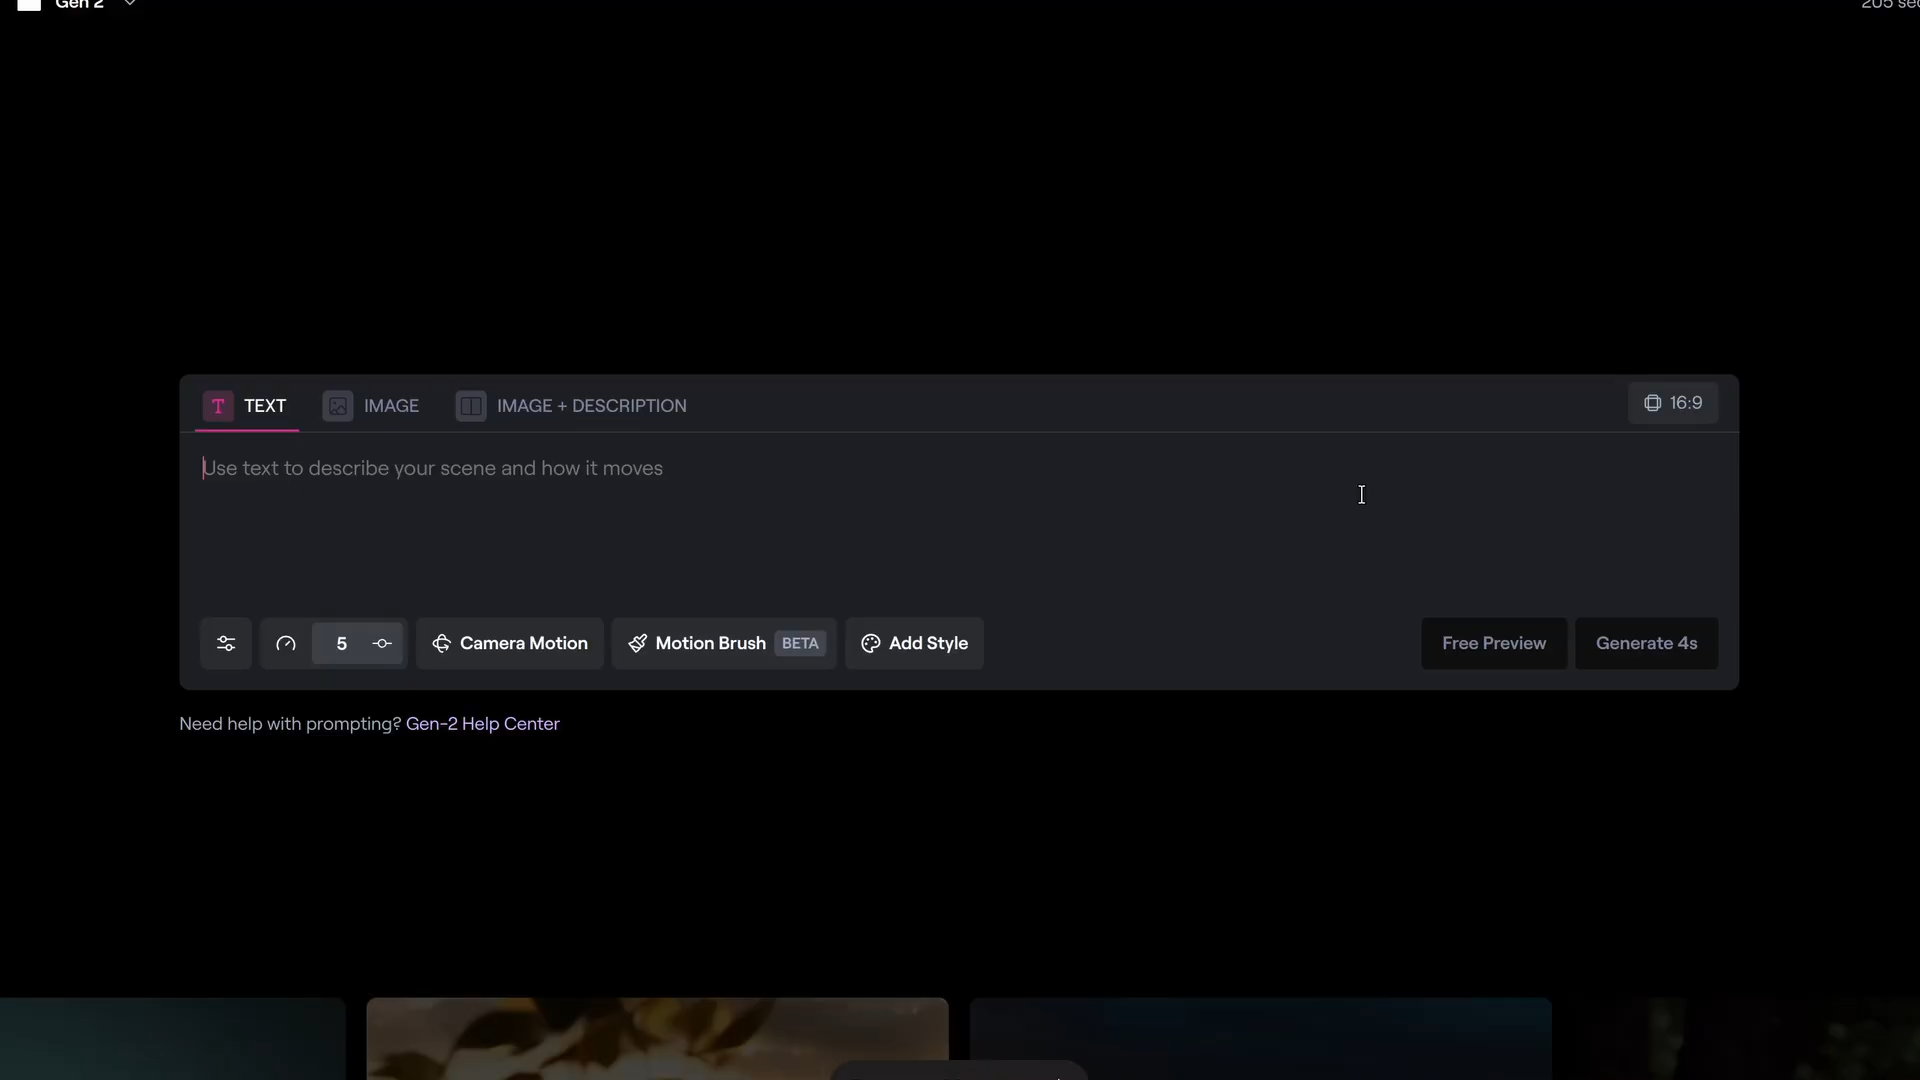 Gen 2
205 sec
T TEXT
IMAGE
IMAGE + DESCRIPTION
16:9
Use text to describe your scene and how it moves
5
Camera Motion
Motion Brush BETA
Add Style
Free Preview
Generate 4s
Need help with prompting? Gen-2 Help Center